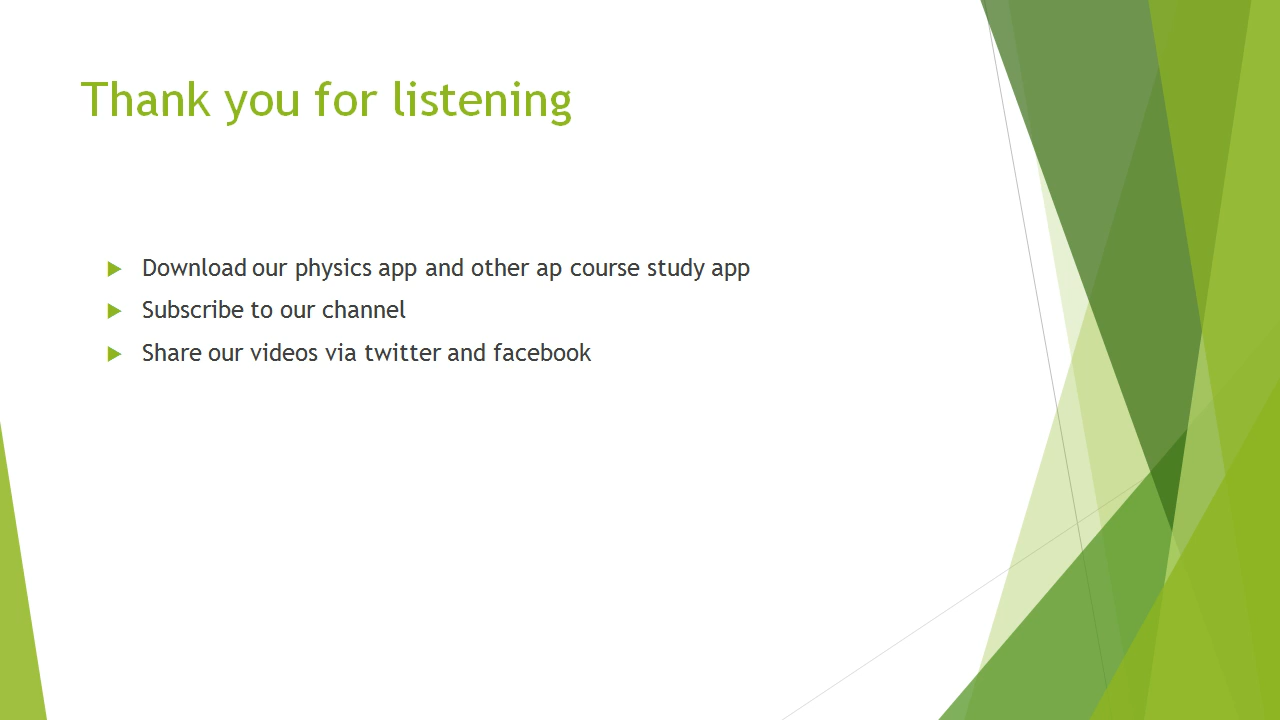 Thank you for listening
Download our physics app and other ap course study app
Subscribe to our channel
Share our videos via twitter and facebook